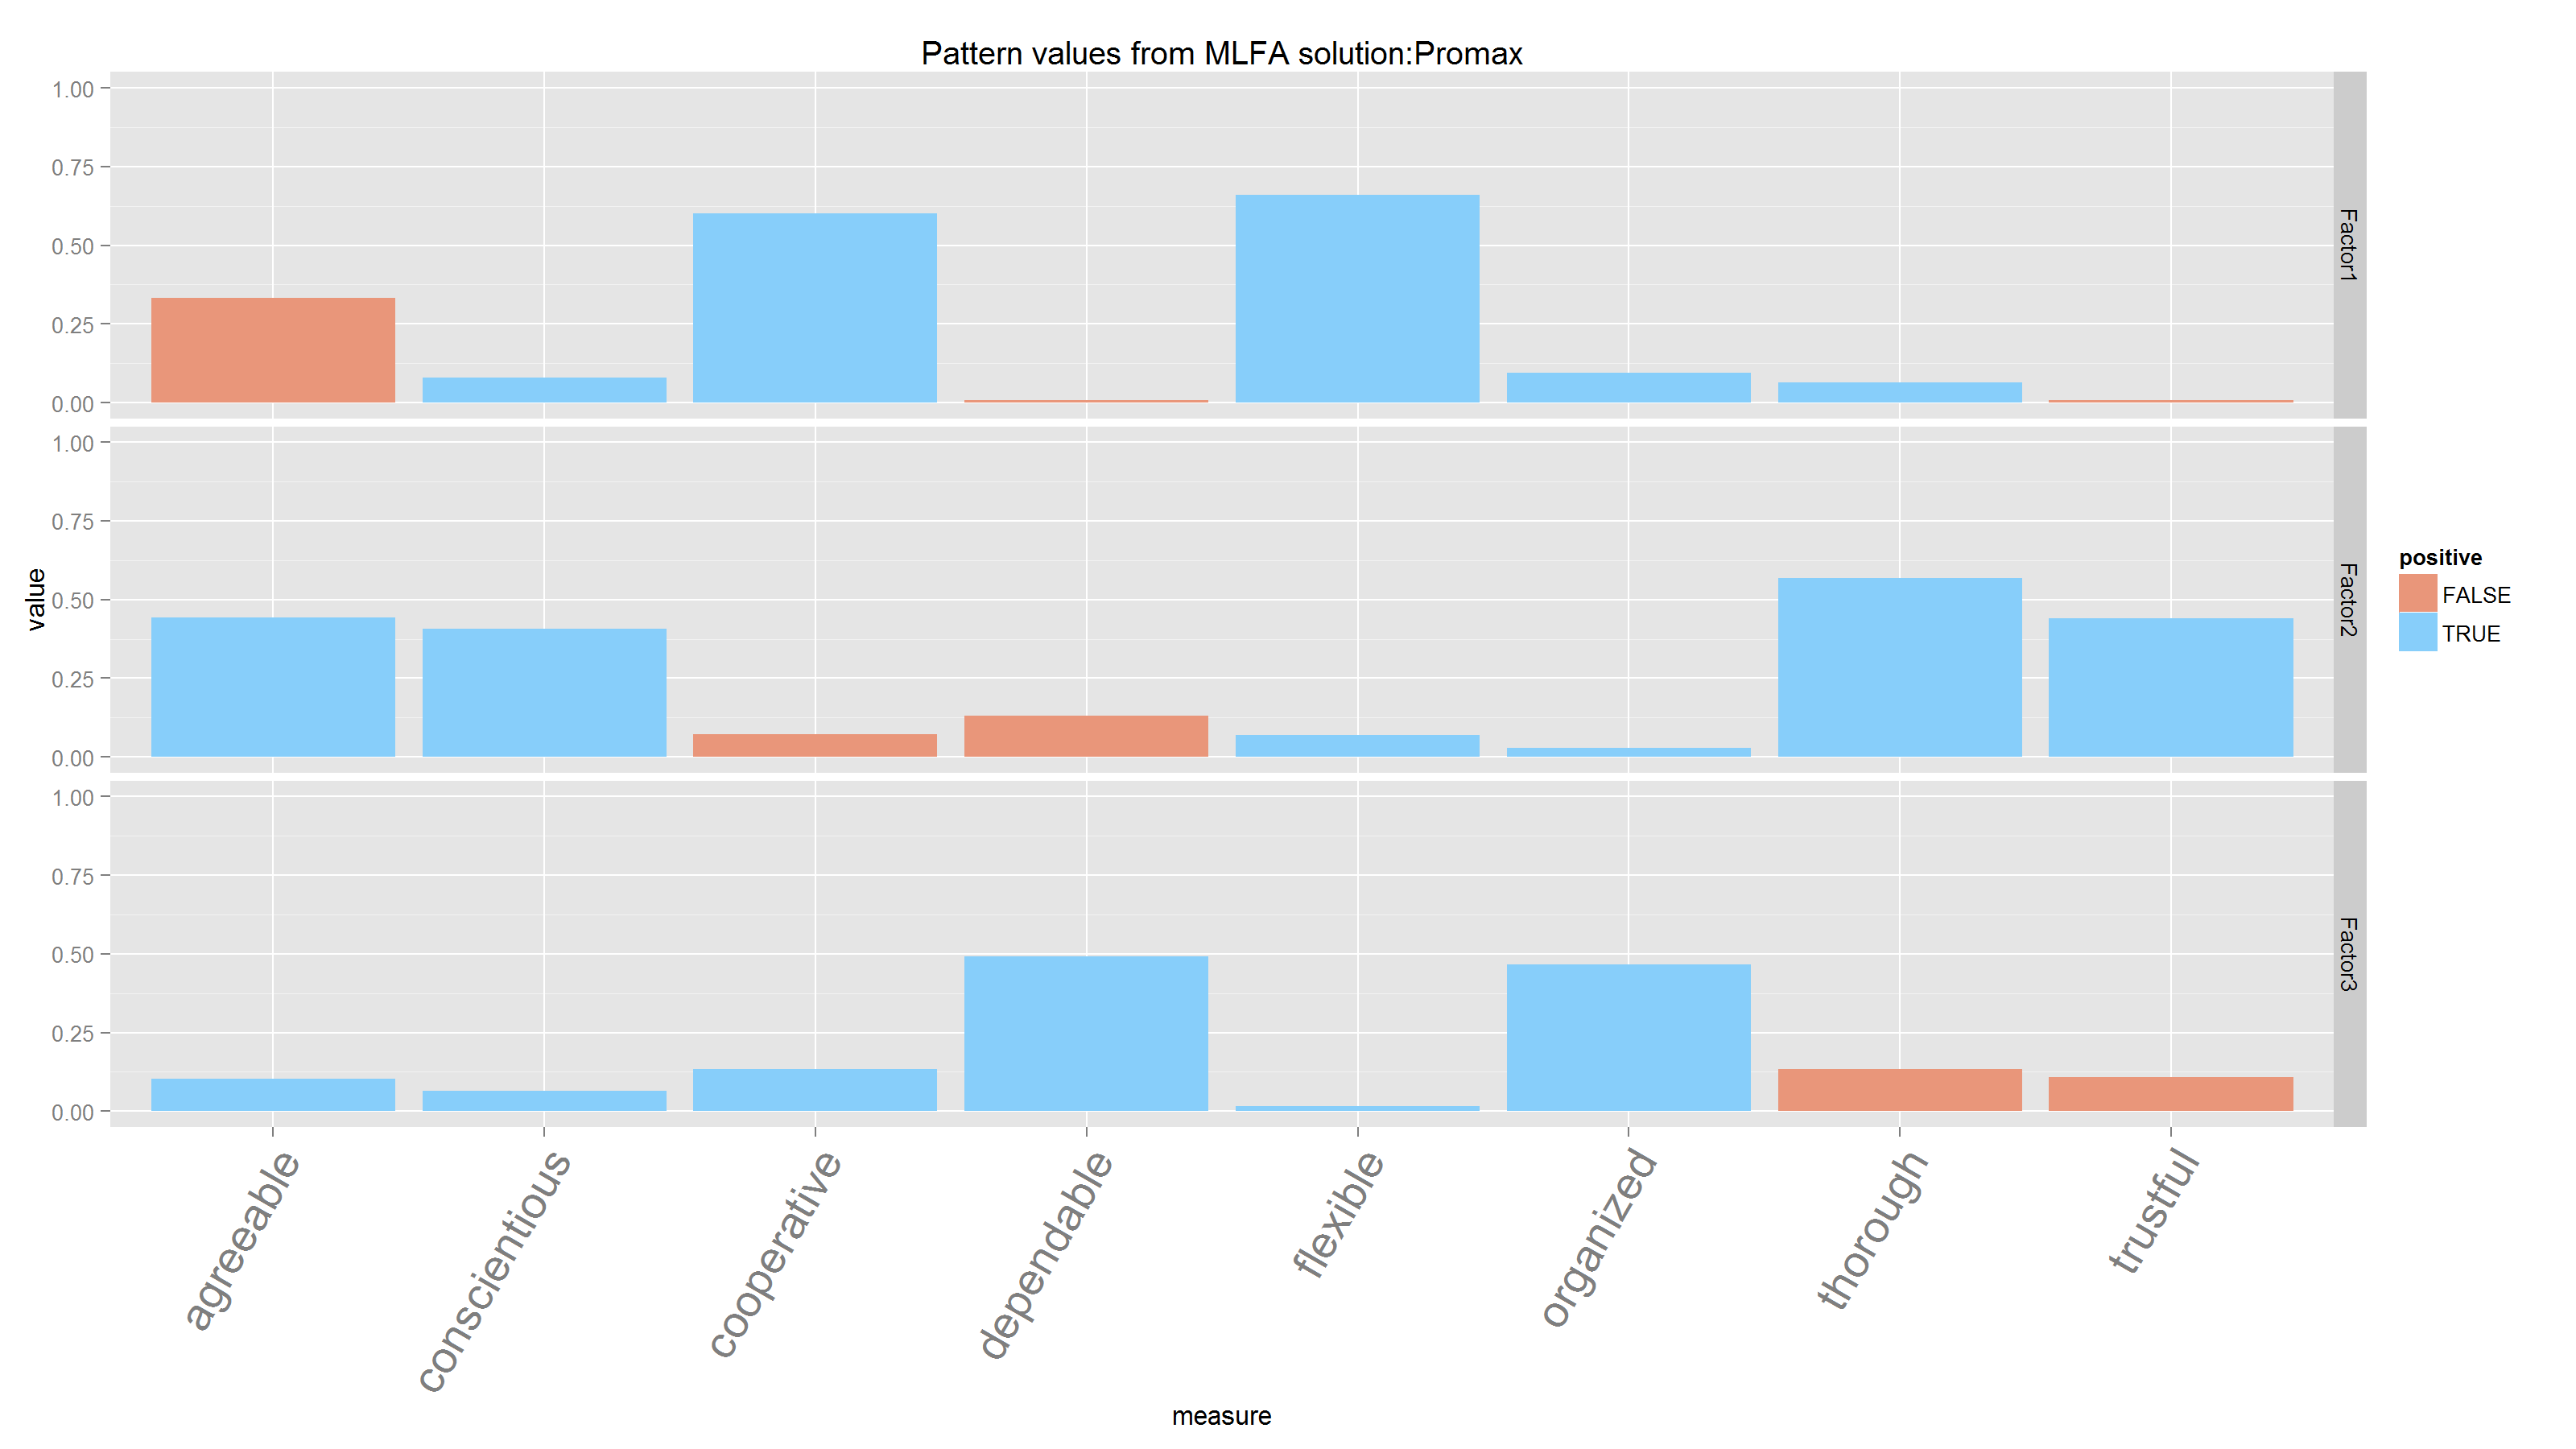 Pattern values from MLFA solution:Promax
1.00
0.75
0.50
0.25
0.00
Factor1
1.00
0.75
0.50
0.25
0.00
Factor2
1.00
0.75
0.50
0.25
0.00
Factor3
value
agreeable
conscientious
cooperative
dependable
flexible
organized
thorough
trustful
measure
positive
FALSE
TRUE